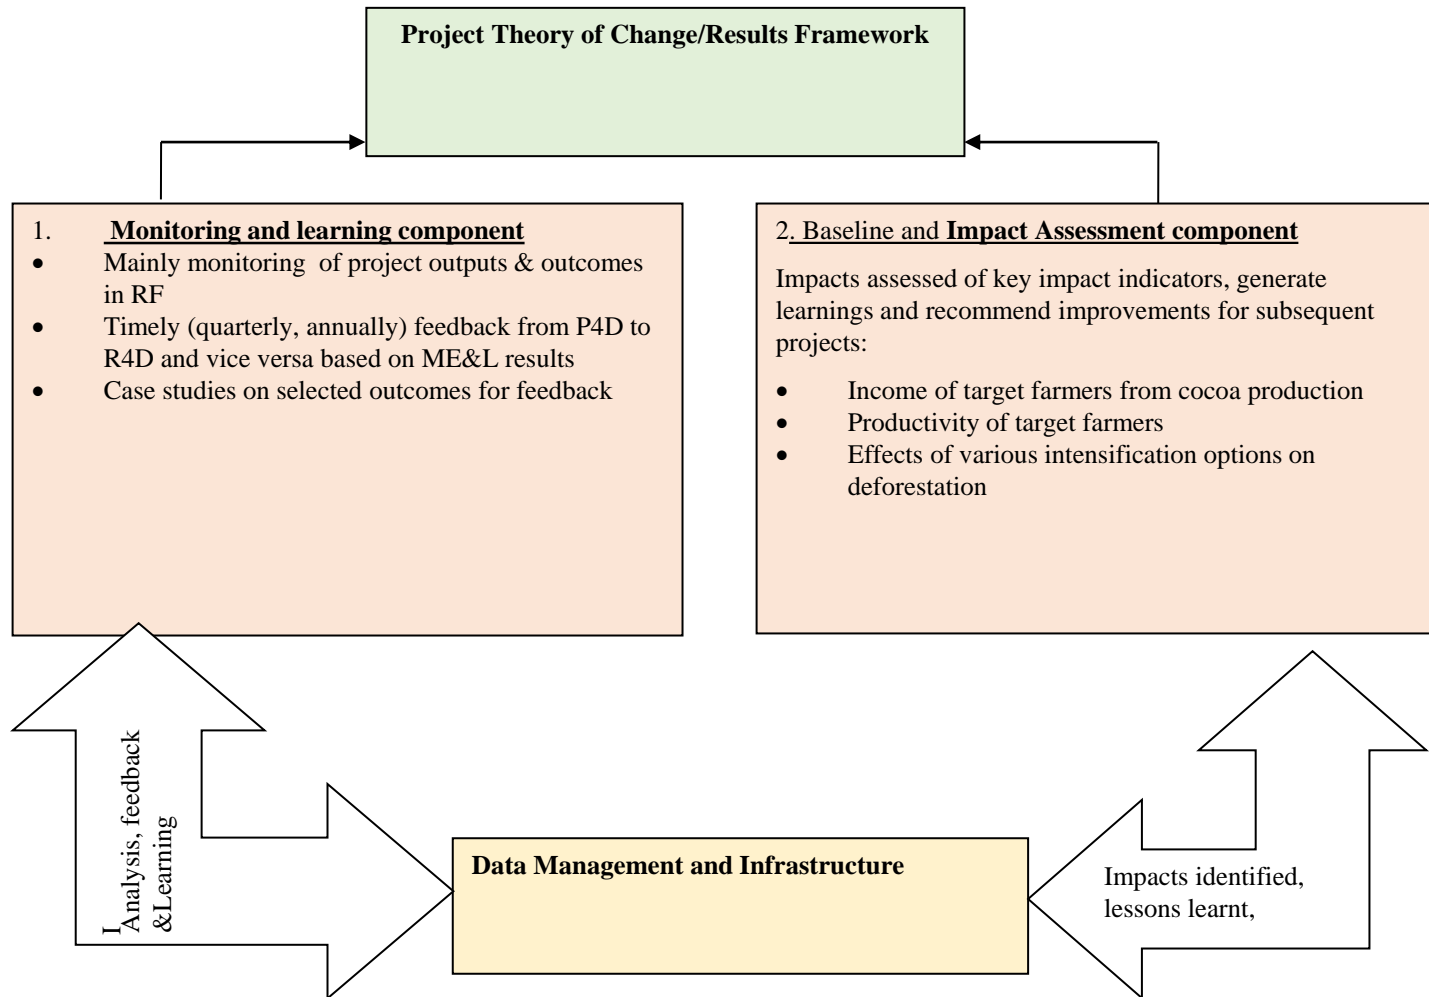 Project Theory of Change/Results Framework
1. Monitoring and learning component
• Mainly monitoring of project outputs & outcomes
in RF
• Timely (quarterly, annually) feedback from P4D to
R4D and vice versa based on ME&L results
• Case studies on selected outcomes for feedback
2. Baseline and Impact Assessment component
Impacts assessed of key impact indicators, generate
learnings and recommend improvements for subsequent
projects:
• Income of target farmers from cocoa production
• Productivity of target farmers
• Effects of various intensification options on
deforestation
I
Analysis, feedback
&Learning
Data Management and Infrastructure
Impacts identified,
lessons learnt,